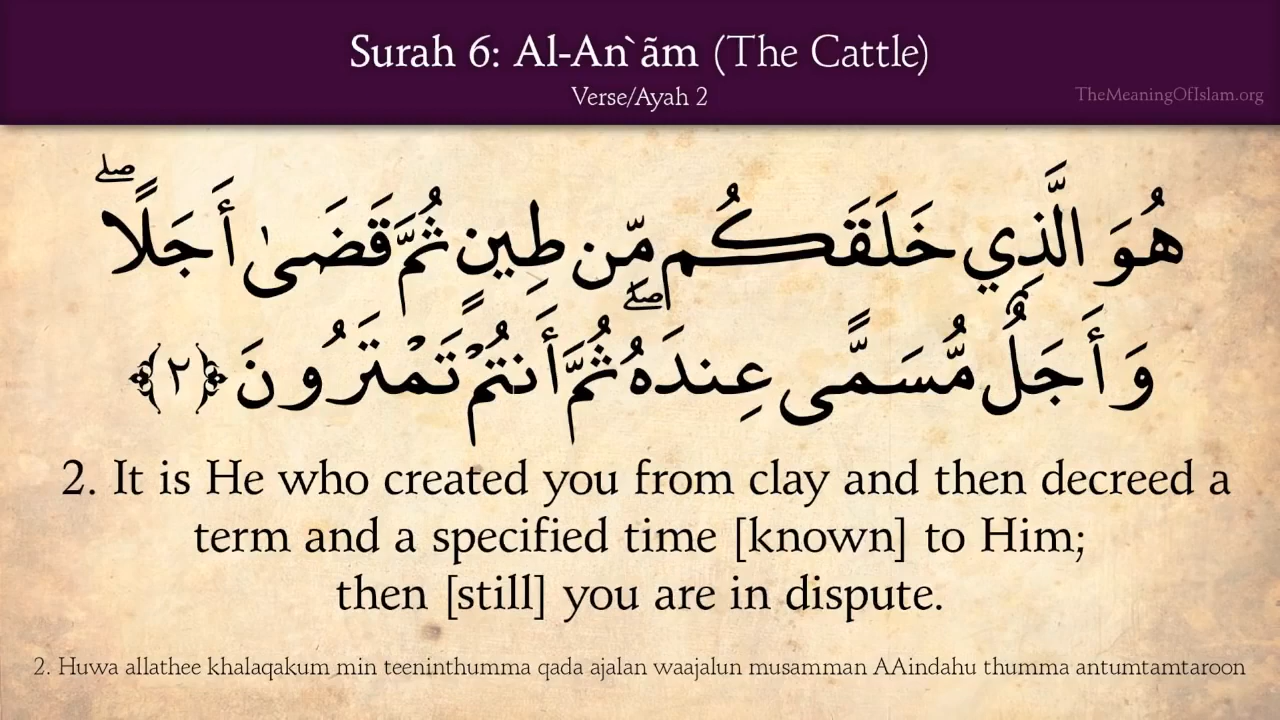 Surah 6: Al-An`ãm (The Cattle)
Verse/Ayah 2
TheMeaningOfIslam.org
هُوَ الَّذِي خَلَقَكُم مِّن طِينٍ ثُمَّ قَضَىٰ أَجَلًا ۖ
وَأَجَلٌ مُّسَمًّى عِندَهُ ۖ ثُمَّ أَنتُمْ تَمْتَرُونَ ﴿٢﴾
2. It is He who created you from clay and then decreed a
term and a specified time [known] to Him;
then [still] you are in dispute.
2. Huwa allathee khalaqakum min teeninthumma qada ajalan waajalun musamman AAindahu thumma antumtamtaroon